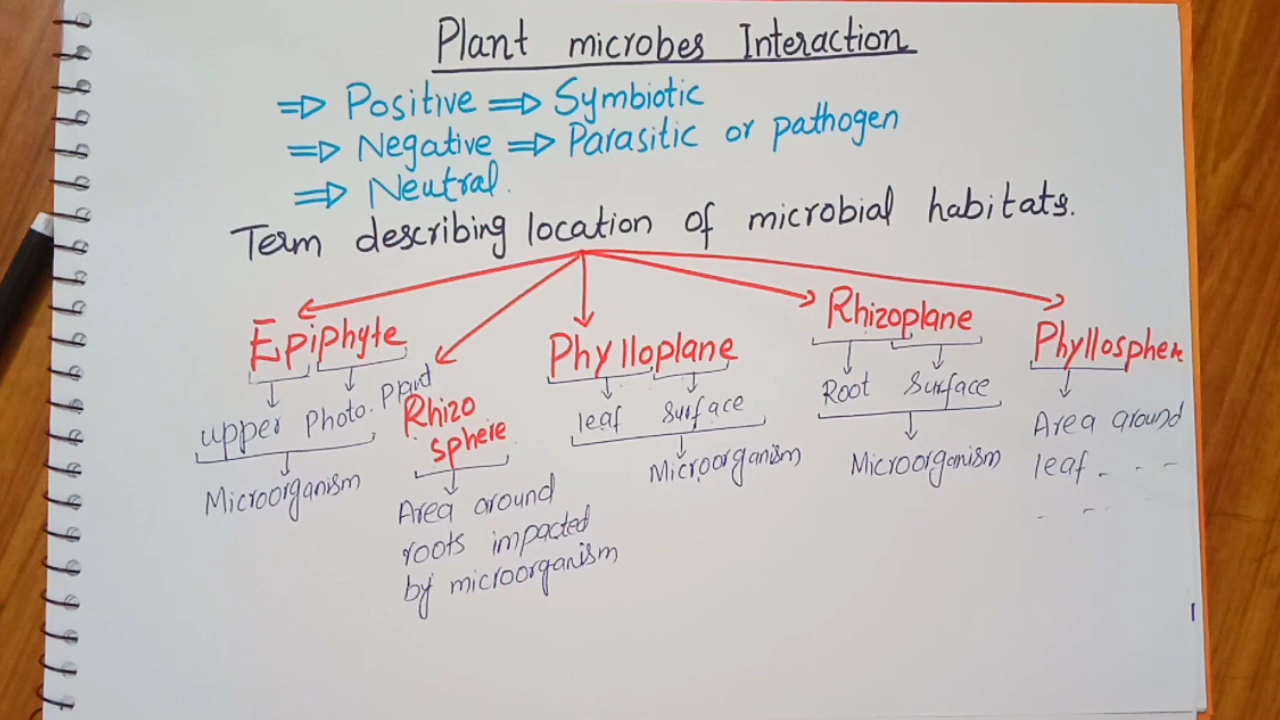 Plant microbes Interaction
⇒ Positive ⇒ Symbiotic
⇒ Negative ⇒ Parasitic or pathogen
⇒ Neutral.
Term describing location of microbial habitats.
Epiphyte
upper Photo. Plant
Microorganism
Rhizo
sphere
Area around
roots impacted
by microorganism
Phylloplane
leaf surface
Microorganism
Rhizoplane
Root Surface
Microorganism
Phyllosphere
Area around
leaf - - -
- - -